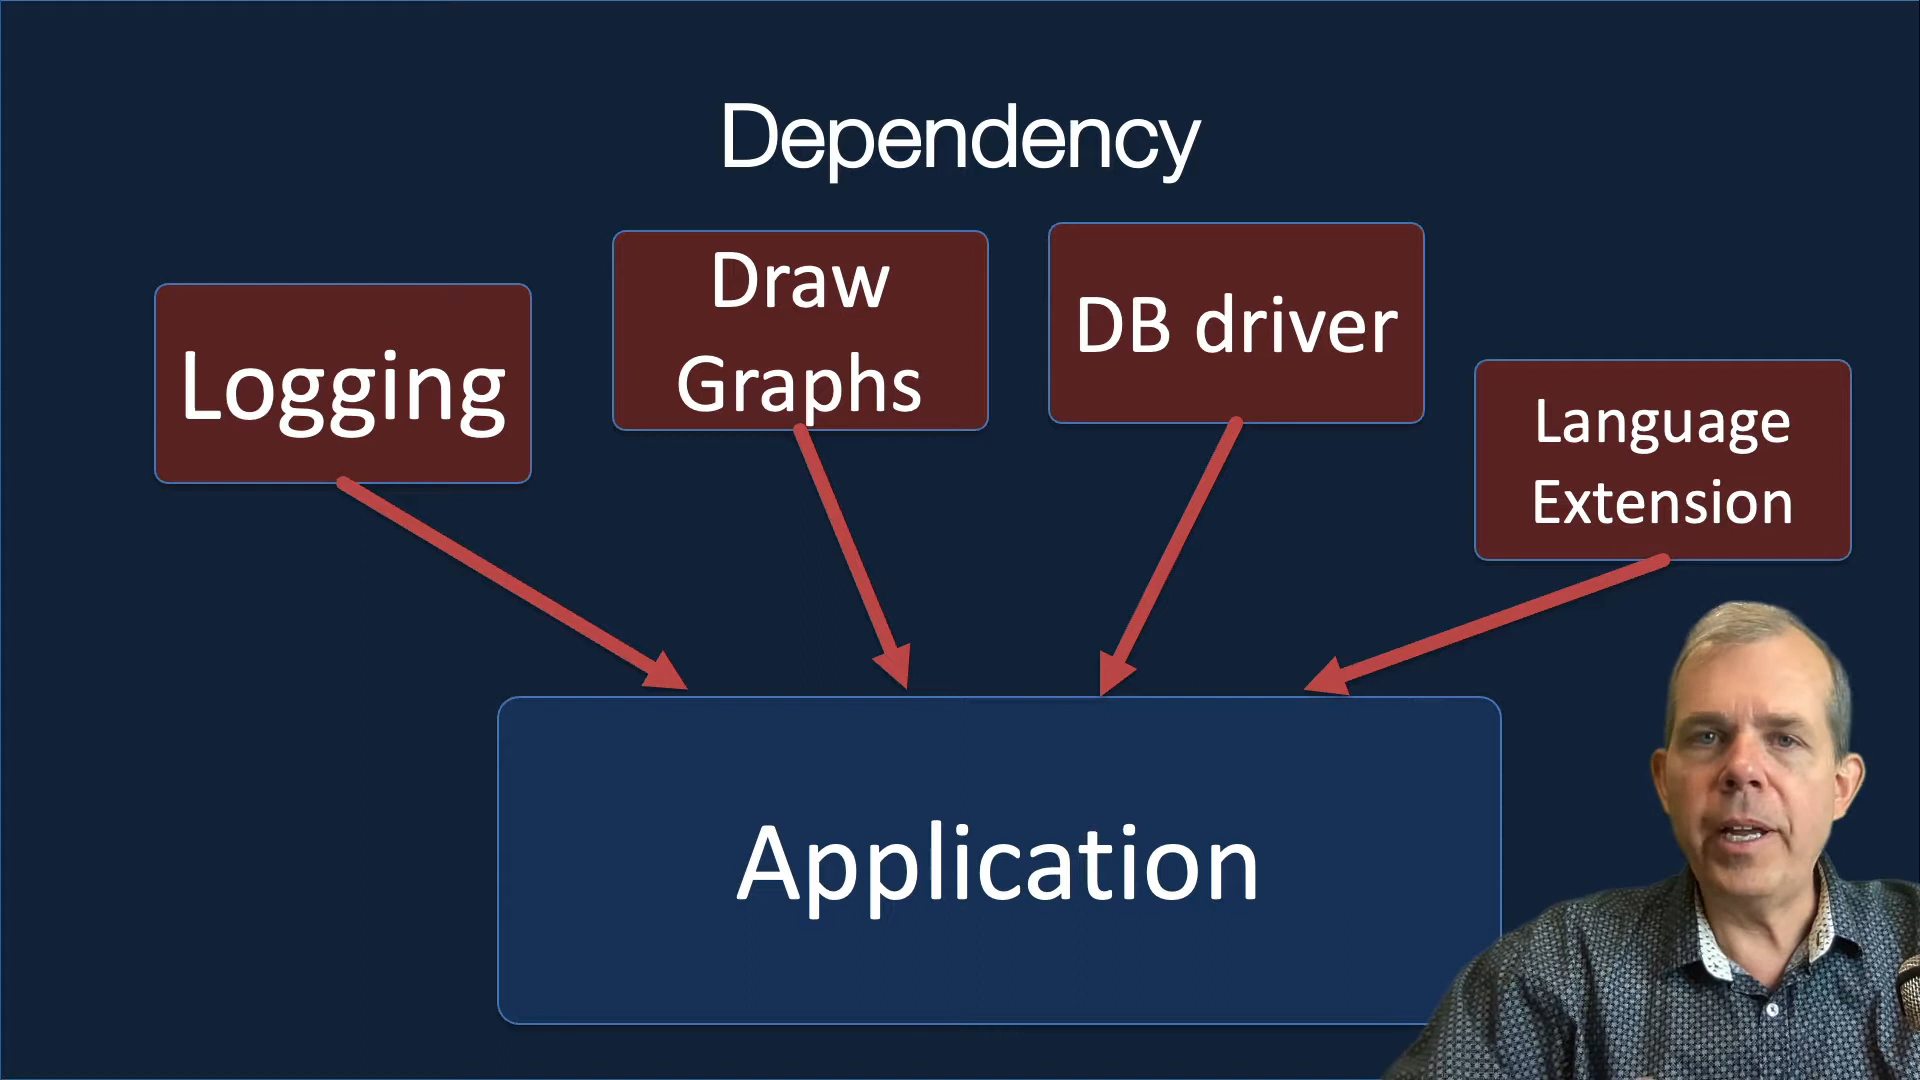 Dependency
Logging
Draw
Graphs
DB driver
Language
Extension
Application